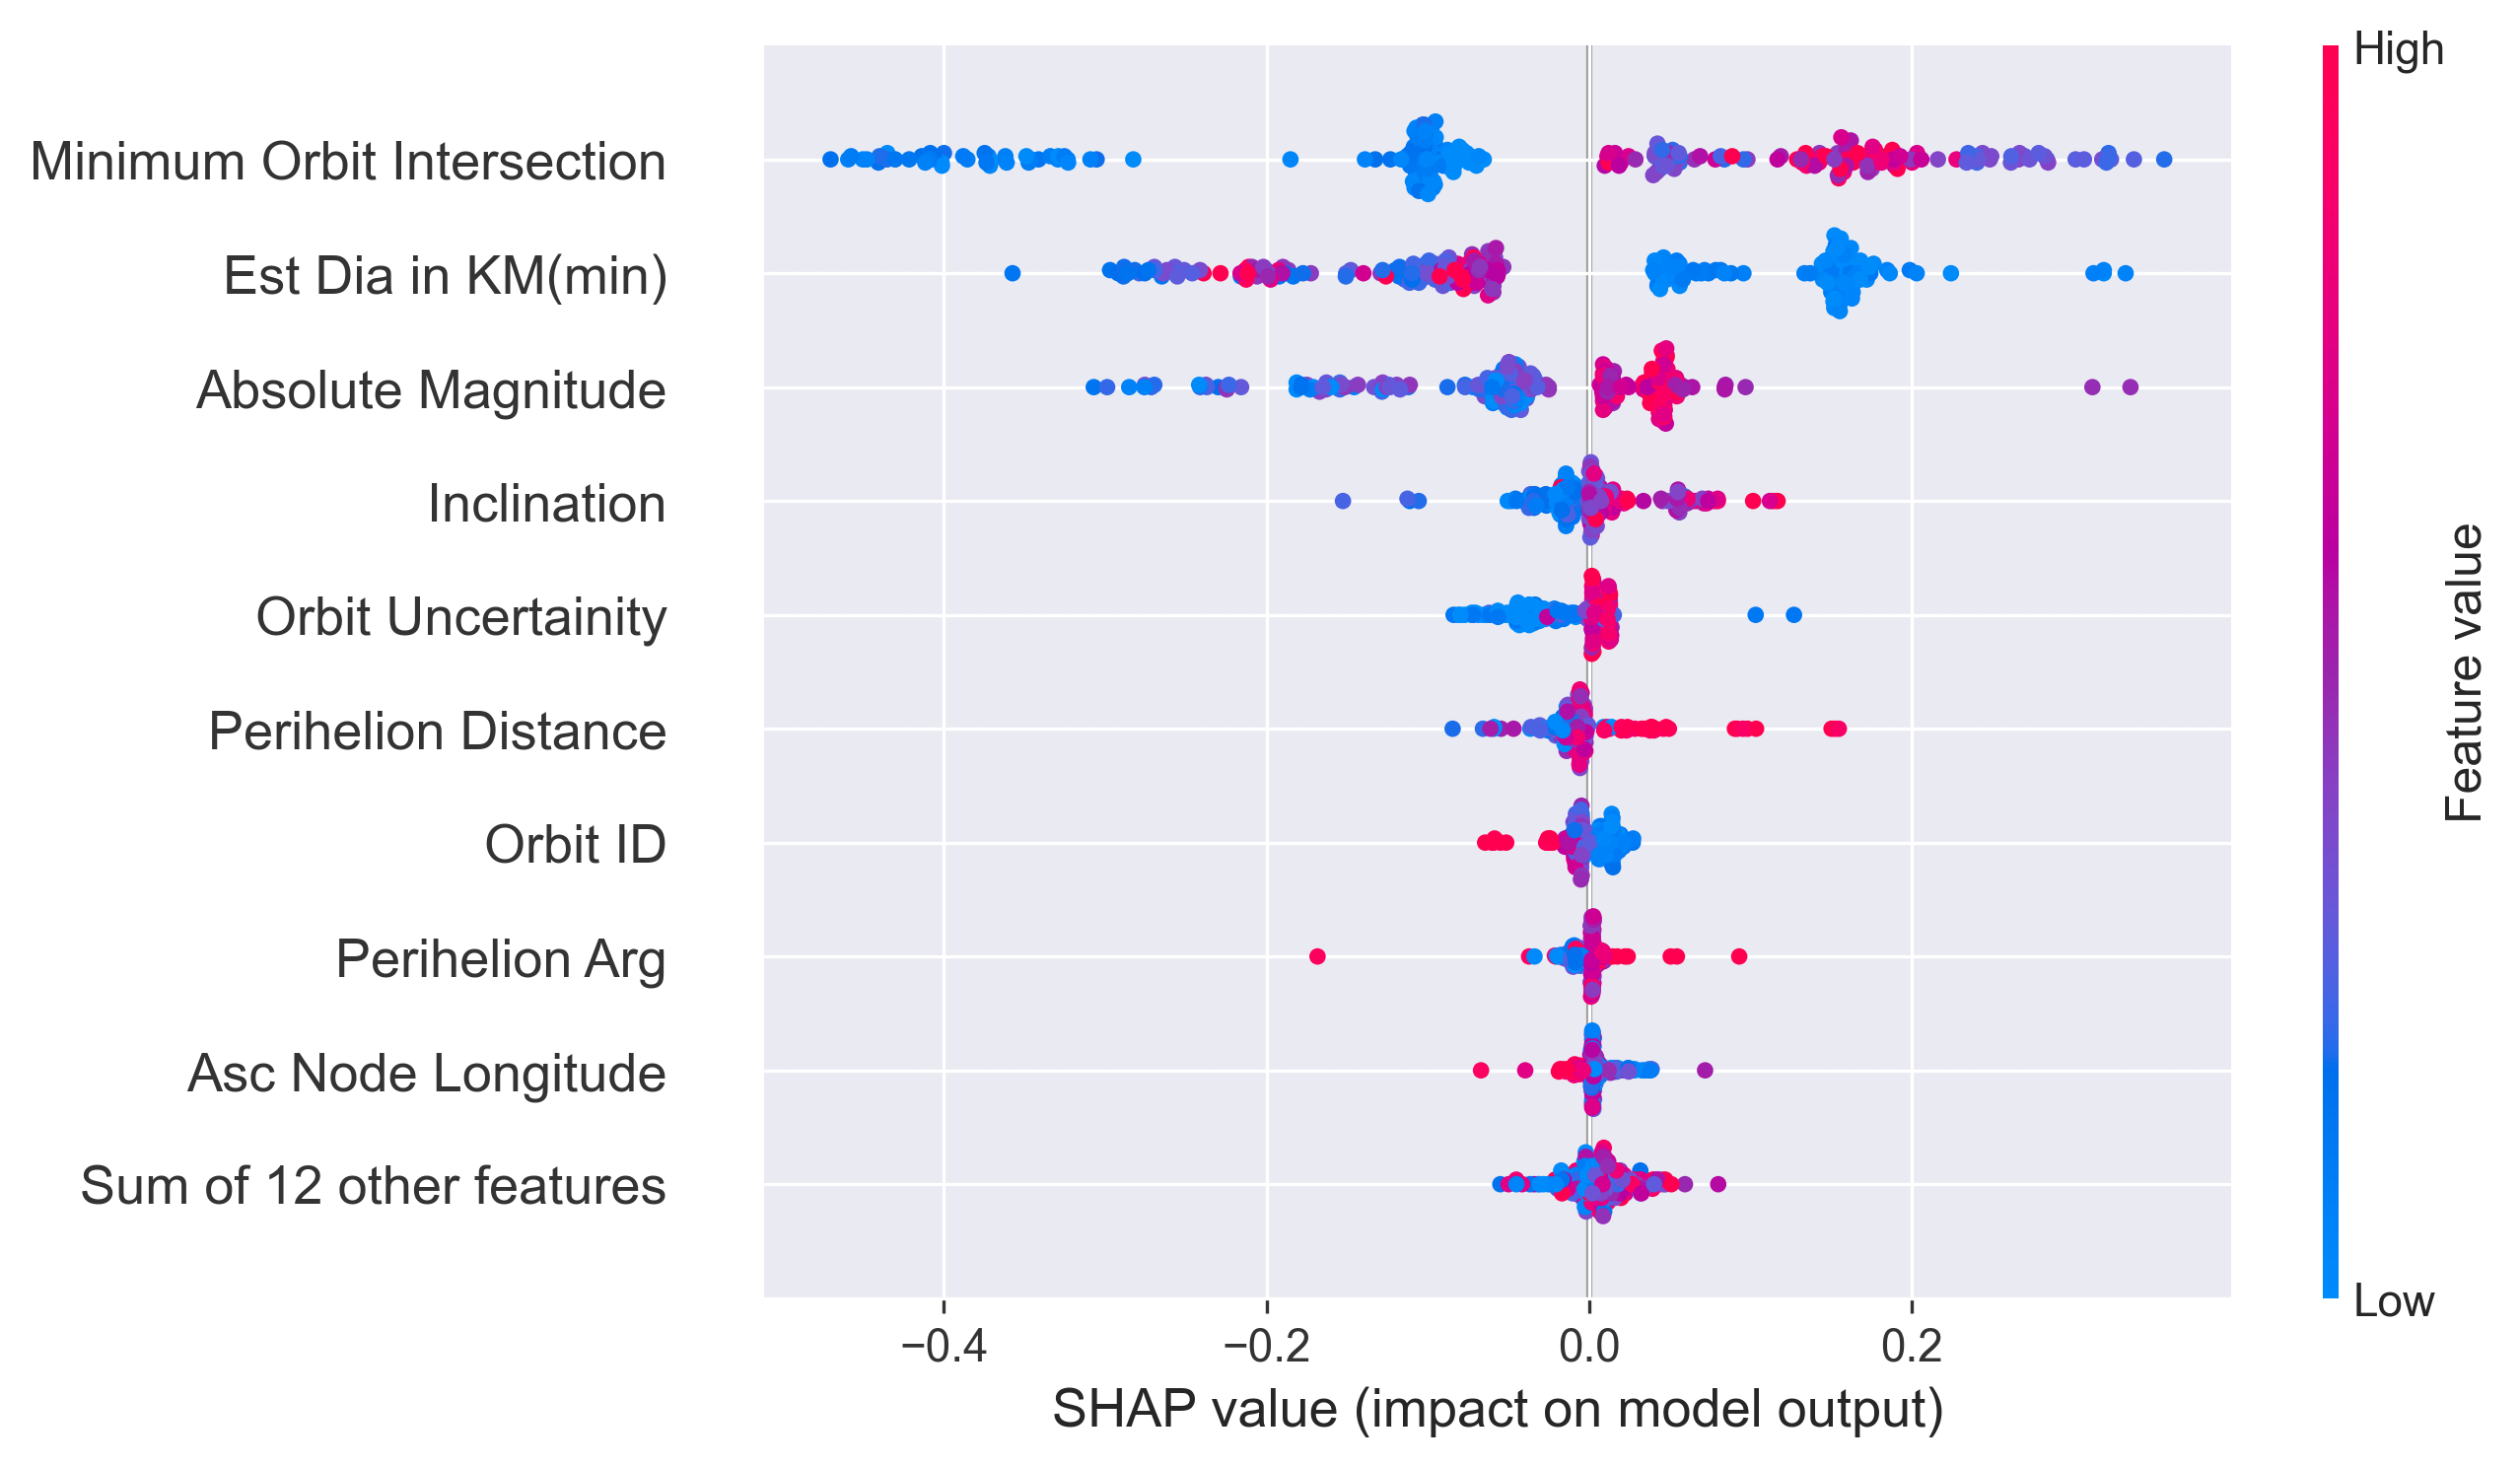 High
Minimum Orbit Intersection
Est Dia in KM(min)
Absolute Magnitude
Inclination
Orbit Uncertainity
Perihelion Distance
Orbit ID
Perihelion Arg
Asc Node Longitude
Sum of 12 other features
Feature value
Low
−0.4 −0.2 0.0 0.2
SHAP value (impact on model output)